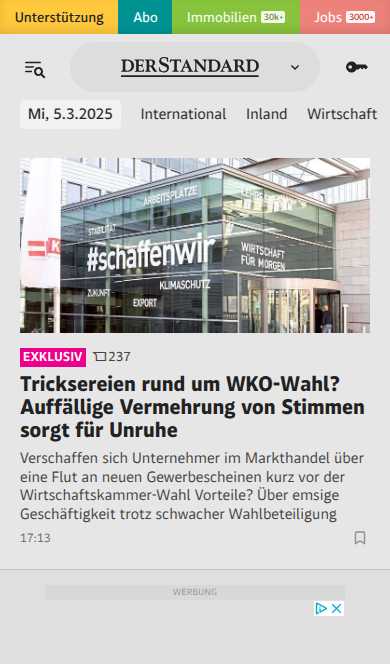 Unterstützung Abo Immobilien 30k+ Jobs 3000+
DERSTANDARD
Mi, 5.3.2025 International Inland Wirtschaft
ARBEITSPLÄTZE
STABILITÄT
#schaffenwir
WIRTSCHAFT
FÜR MORGEN
KLIMASCHUTZ
ZUKUNFT
EXPORT
EXKLUSIV 237
Tricksereien rund um WKO-Wahl?
Auffällige Vermehrung von Stimmen
sorgt für Unruhe
Verschaffen sich Unternehmer im Markthandel über
eine Flut an neuen Gewerbescheinen kurz vor der
Wirtschaftskammer-Wahl Vorteile? Über emsige
Geschäftigkeit trotz schwacher Wahlbeteiligung
17:13
WERBUNG